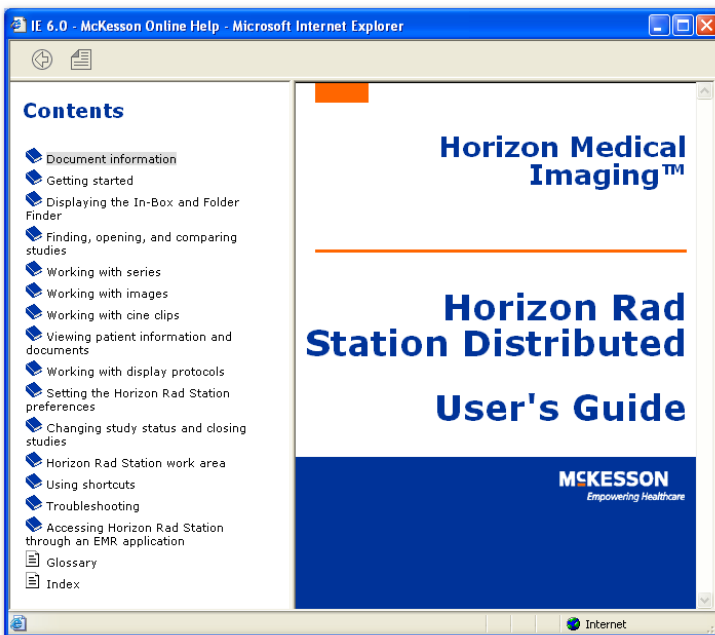 IE 6.0 - McKesson Online Help - Microsoft Internet Explorer
Contents
Document information
Getting started
Displaying the In-Box and Folder
Finder
Finding, opening, and comparing
studies
Working with series
Working with images
Working with cine clips
Viewing patient information and
documents
Working with display protocols
Setting the Horizon Rad Station
preferences
Changing study status and closing
studies
Horizon Rad Station work area
Using shortcuts
Troubleshooting
Accessing Horizon Rad Station
through an EMR application
Glossary
Index
Horizon Medical
Imaging™
Horizon Rad
Station Distributed
User's Guide
MCKESSON
Empowering Healthcare
Internet